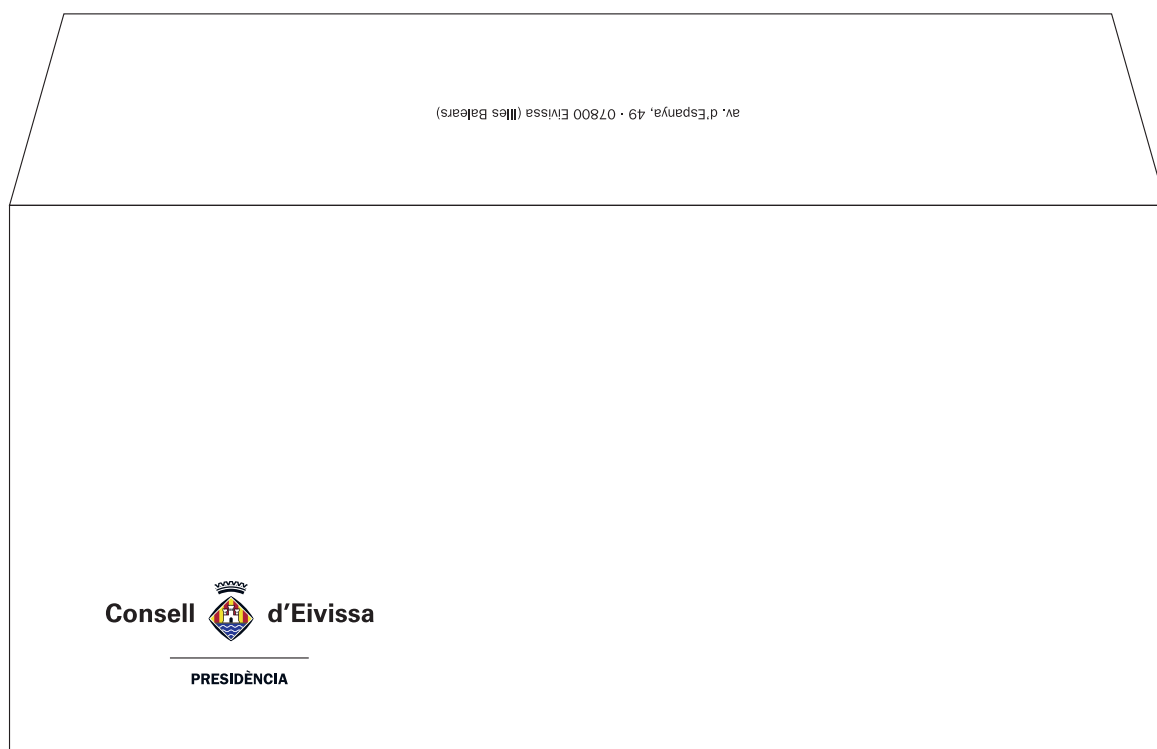 av. d'Espanya, 49 · 07800 Eivissa (Illes Balears)
Consell d'Eivissa
PRESIDÈNCIA